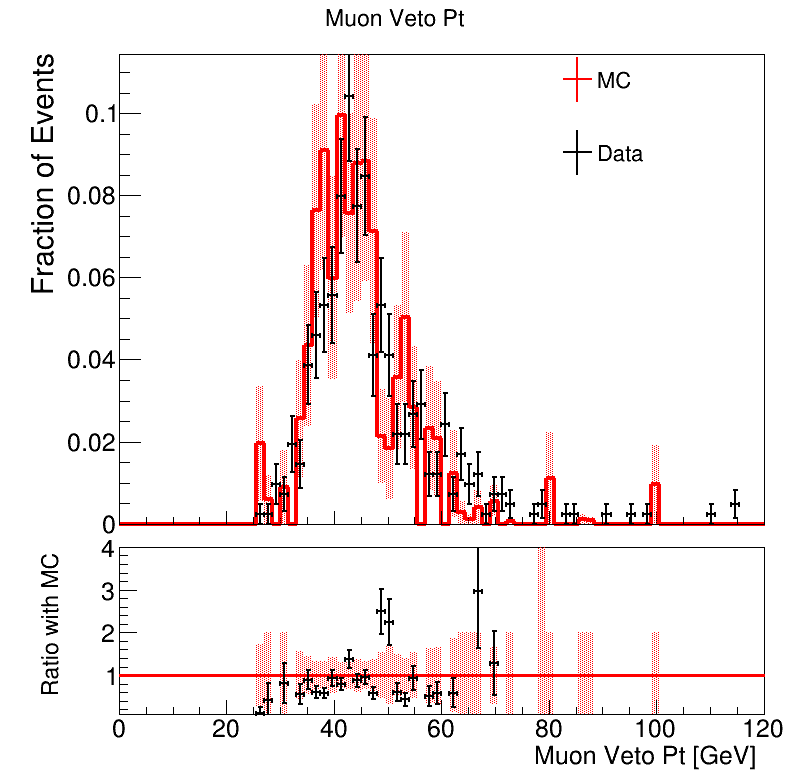 Muon Veto Pt
Fraction of Events
0.1
0.08
0.06
0.04
0.02
0
MC
Data
Ratio with MC
4
3
2
1
0 20 40 60 80 100 120
Muon Veto Pt [GeV]